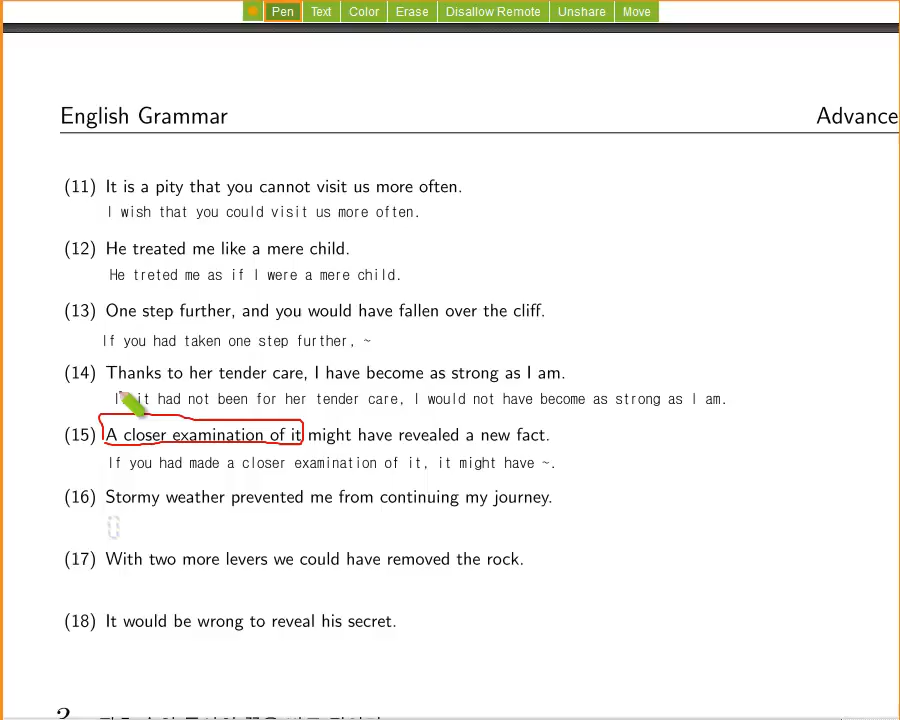 Pen Text Color Erase Disallow Remote Unshare Move
English Grammar Advance
(11) It is a pity that you cannot visit us more often.
I wish that you could visit us more often.
(12) He treated me like a mere child.
He treted me as if I were a mere child.
(13) One step further, and you would have fallen over the cliff.
If you had taken one step further, ~
(14) Thanks to her tender care, I have become as strong as I am.
it had not been for her tender care, I would not have become as strong as I am.
(15) A closer examination of it might have revealed a new fact.
If you had made a closer examination of it, it might have ~.
(16) Stormy weather prevented me from continuing my journey.
(17) With two more levers we could have removed the rock.
(18) It would be wrong to reveal his secret.